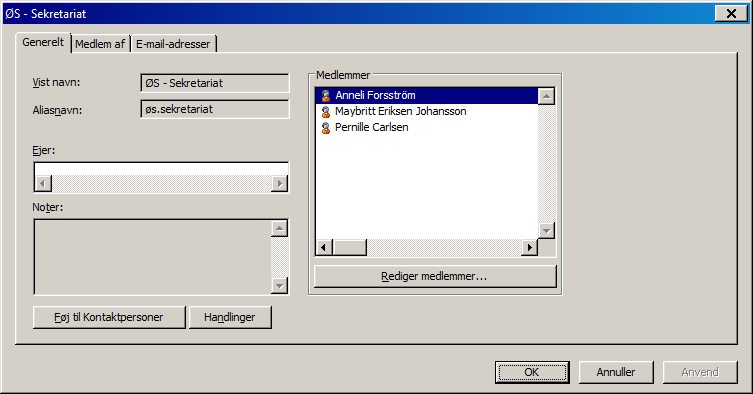 ØS - Sekretariat
Generelt
Medlem af
E-mail-adresser
Vist navn:
ØS - Sekretariat
Aliasnavn:
øs.sekretariat
Ejer:
Noter:
Føj til Kontaktpersoner
Handlinger
Medlemmer
Anneli Forsström
Maybritt Eriksen Johansson
Pernille Carlsen
Rediger medlemmer...
OK
Annuller
Anvend